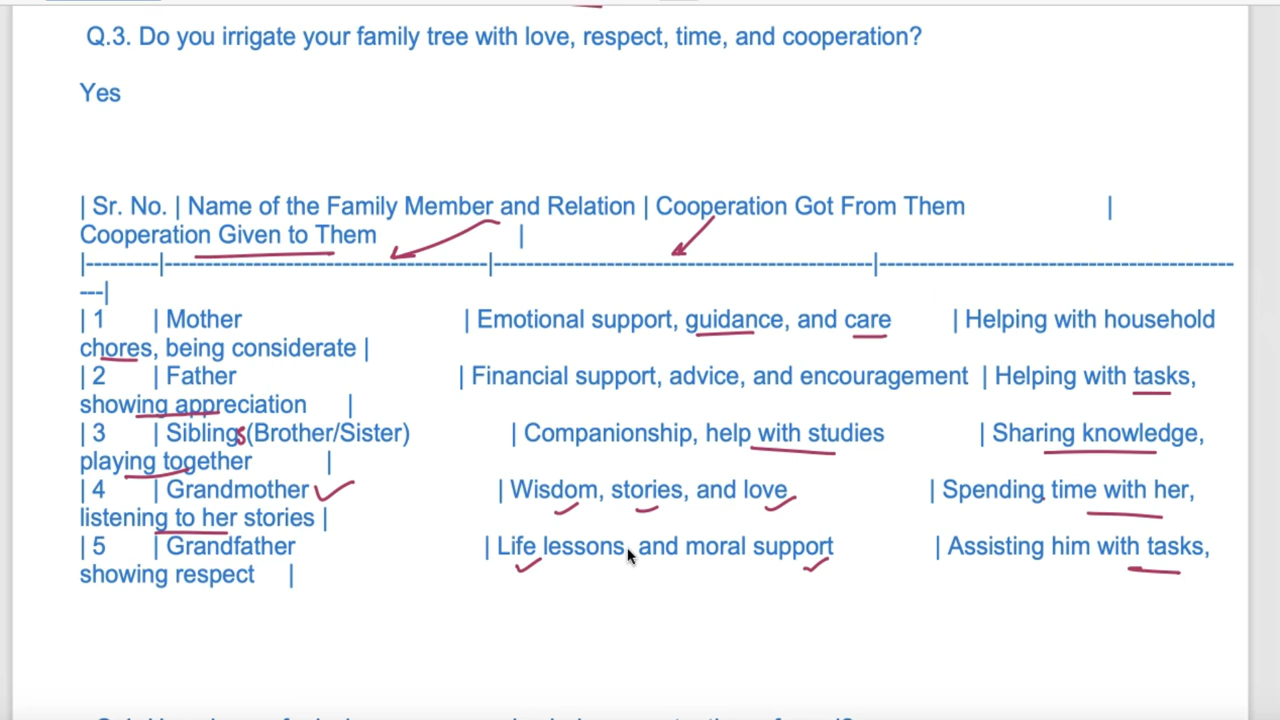 Q.3. Do you irrigate your family tree with love, respect, time, and cooperation?
Yes
| Sr. No. | Name of the Family Member and Relation | Cooperation Got From Them |
Cooperation Given to Them |
|---------|----------------------------------------|-----------------------------------------------|--------------------------------------------
---|
| 1 | Mother | Emotional support, guidance, and care | Helping with household
chores, being considerate |
| 2 | Father | Financial support, advice, and encouragement | Helping with tasks,
showing appreciation |
| 3 | Siblings(Brother/Sister) | Companionship, help with studies | Sharing knowledge,
playing together |
| 4 | Grandmother | Wisdom, stories, and love | Spending time with her,
listening to her stories |
| 5 | Grandfather | Life lessons, and moral support | Assisting him with tasks,
showing respect |